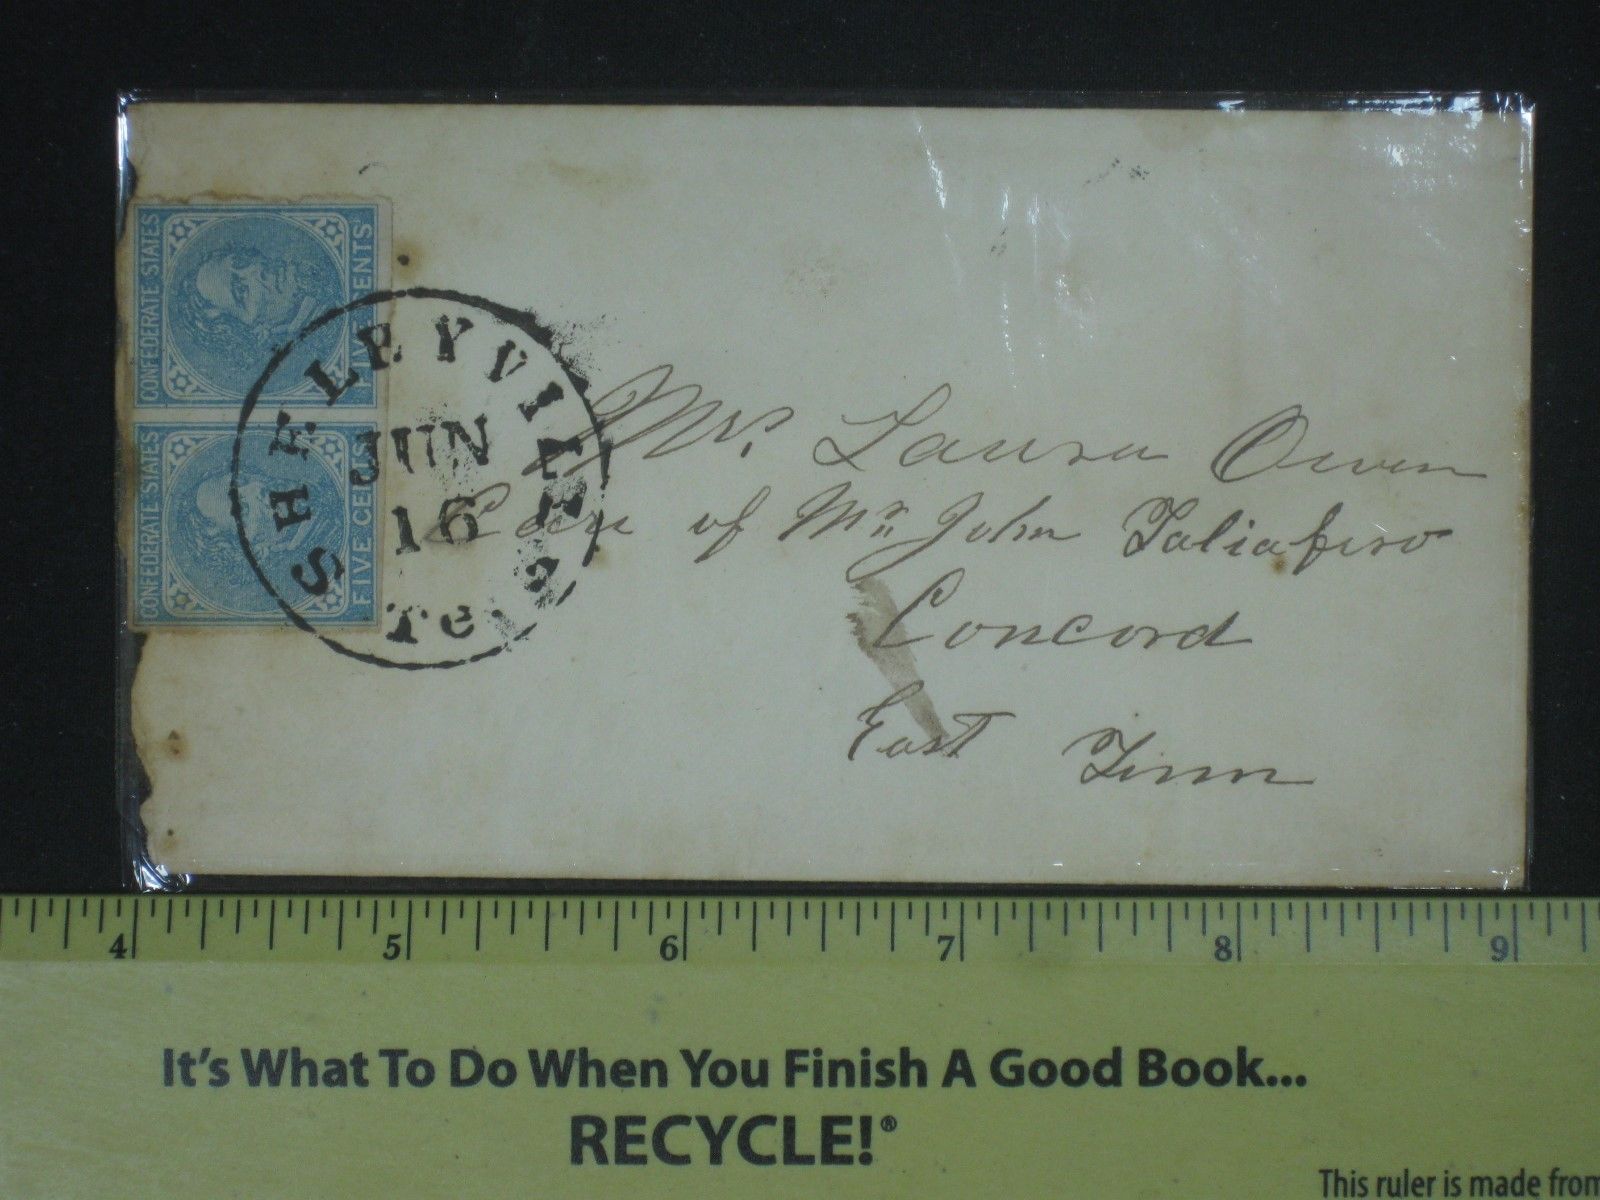 CONFEDERATE STATES
FIVE CENTS
CONFEDERATE STATES
FIVE CENTS
SHELBYVILLE
JUN
16
Ten
Mrs. Laura Owen
Care of Mr. John Taliaferro
Concord
East Tenn
4 5 6 7 8 9
It's What To Do When You Finish A Good Book...
RECYCLE!®
This ruler is made from